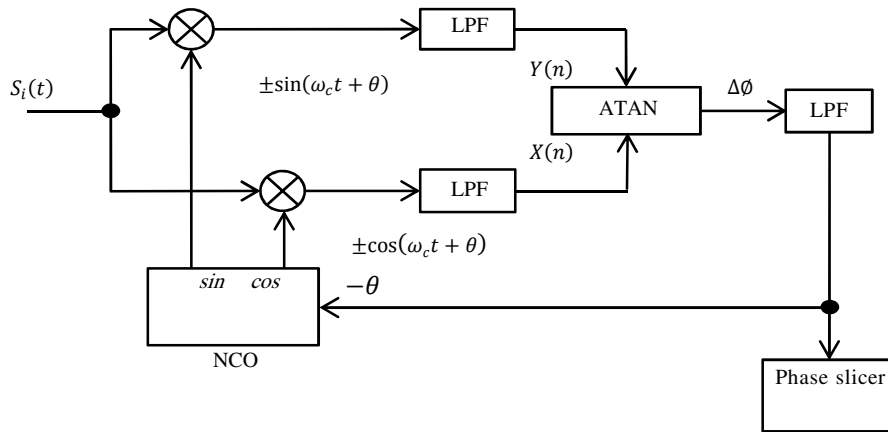 LPF
S_i(t)
±sin(ω_c t + θ)
Y(n)
ATAN
Δ∅
LPF
X(n)
LPF
±cos(ω_c t + θ)
sin cos
−θ
NCO
Phase slicer